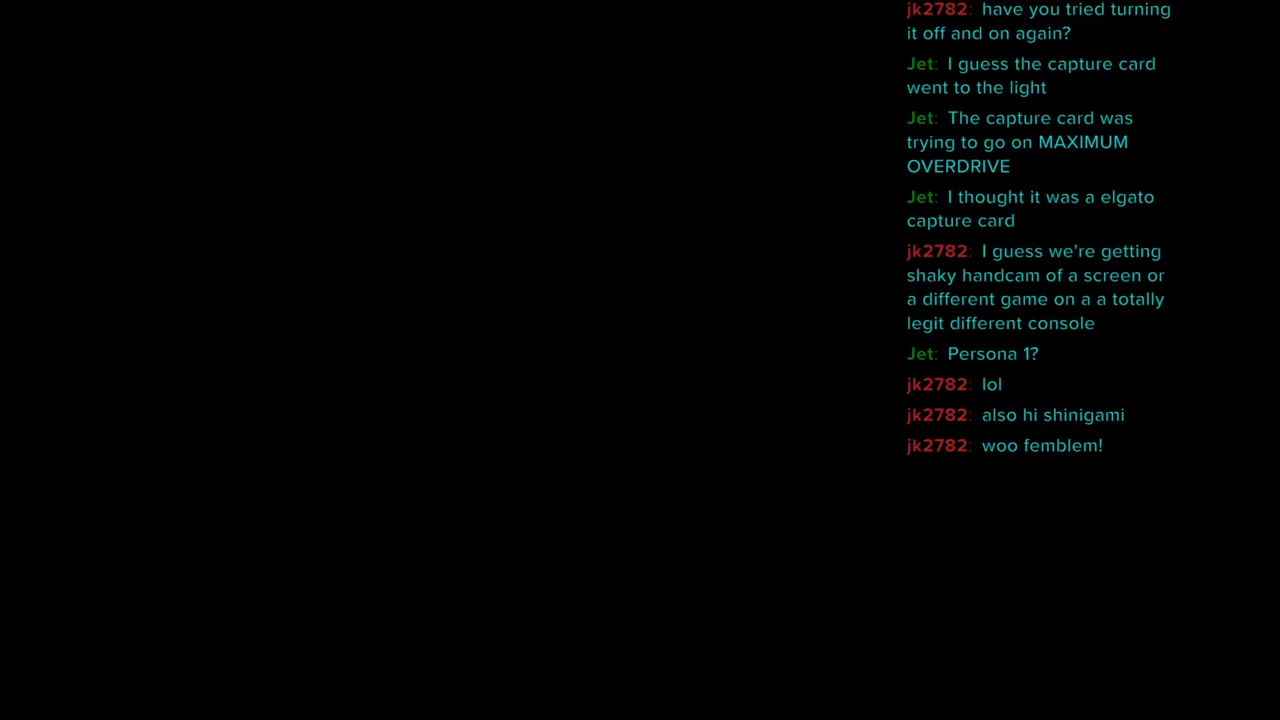 jk2782: have you tried turning
it off and on again?
Jet: I guess the capture card
went to the light
Jet: The capture card was
trying to go on MAXIMUM
OVERDRIVE
Jet: I thought it was a elgato
capture card
jk2782: I guess we're getting
shaky handcam of a screen or
a different game on a a totally
legit different console
Jet: Persona 1?
jk2782: lol
jk2782: also hi shinigami
jk2782: woo femblem!